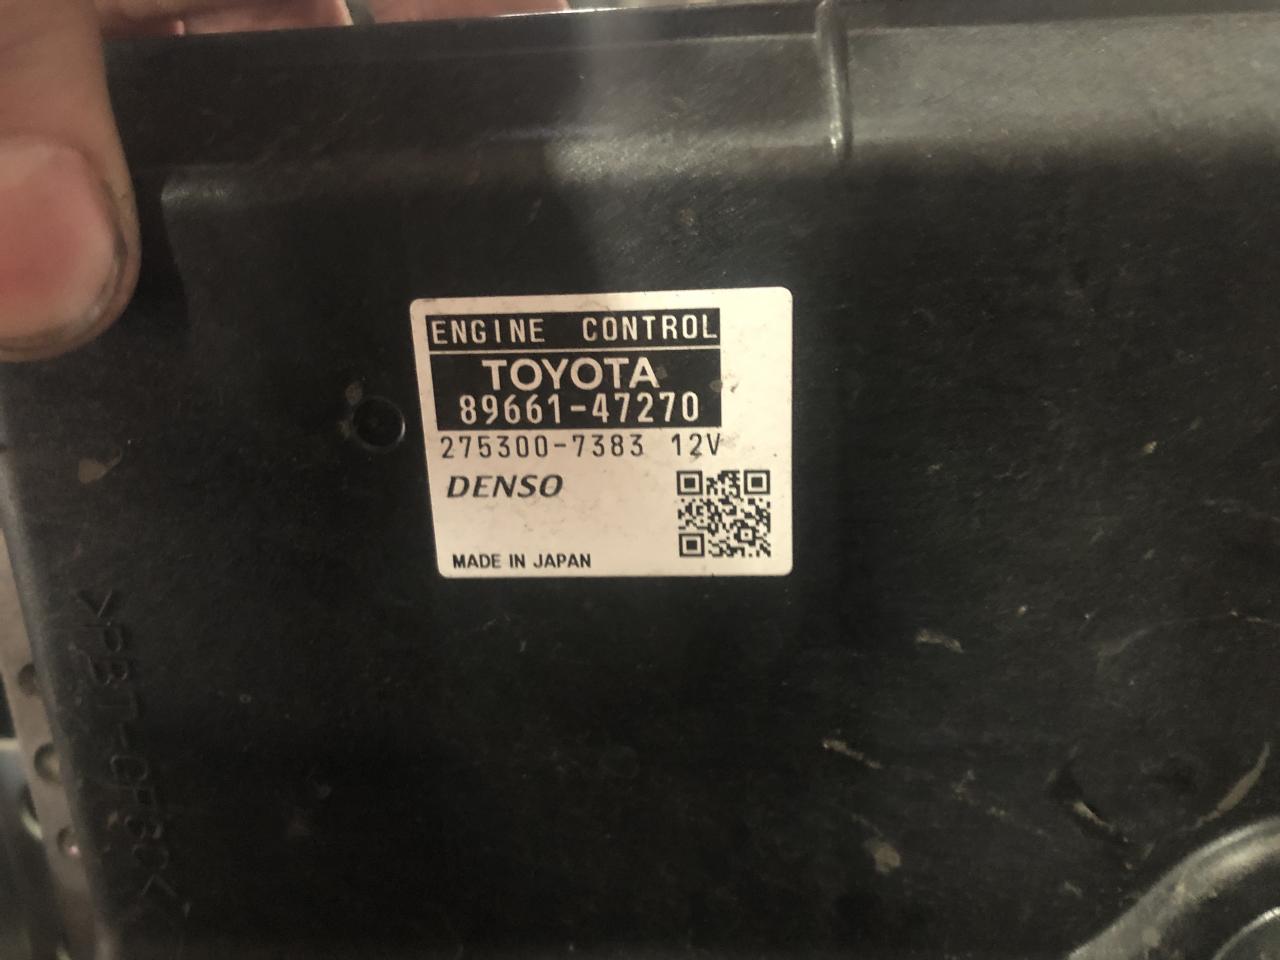 ENGINE CONTROL
TOYOTA
89661-47270
275300-7383 12V
DENSO
MADE IN JAPAN